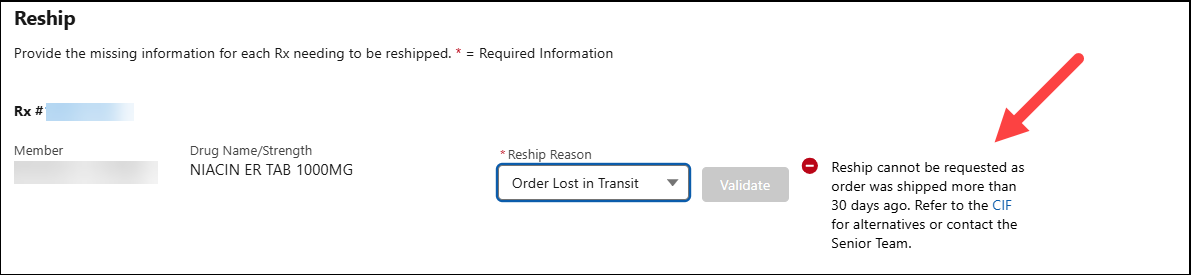 Reship
Provide the missing information for each Rx needing to be reshipped. * = Required Information
Rx #
Member
Drug Name/Strength
NIACIN ER TAB 1000MG
*Reship Reason
Order Lost in Transit
Validate
Reship cannot be requested as
order was shipped more than
30 days ago. Refer to the CIF
for alternatives or contact the
Senior Team.